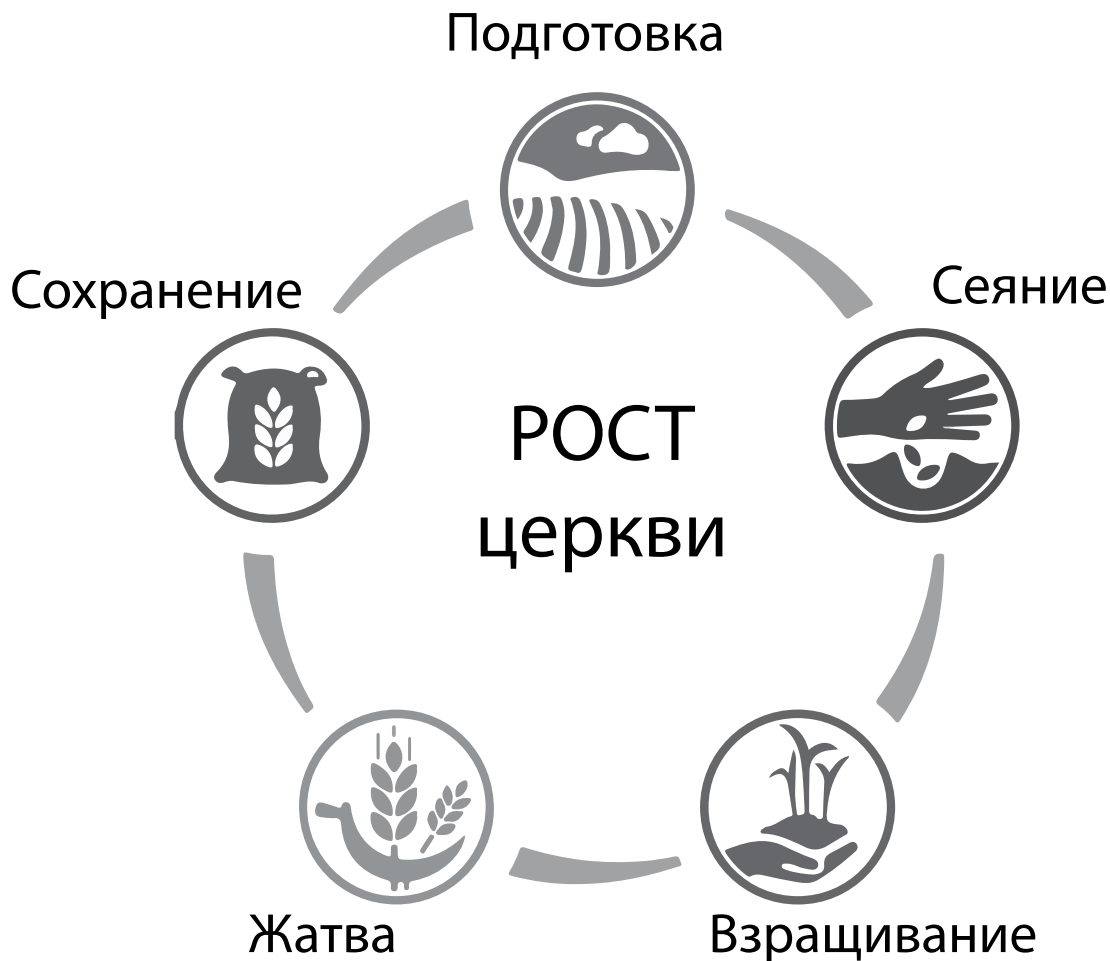 Подготовка
Сохранение
Сеяние
РОСТ
церкви
Жатва
Взращивание